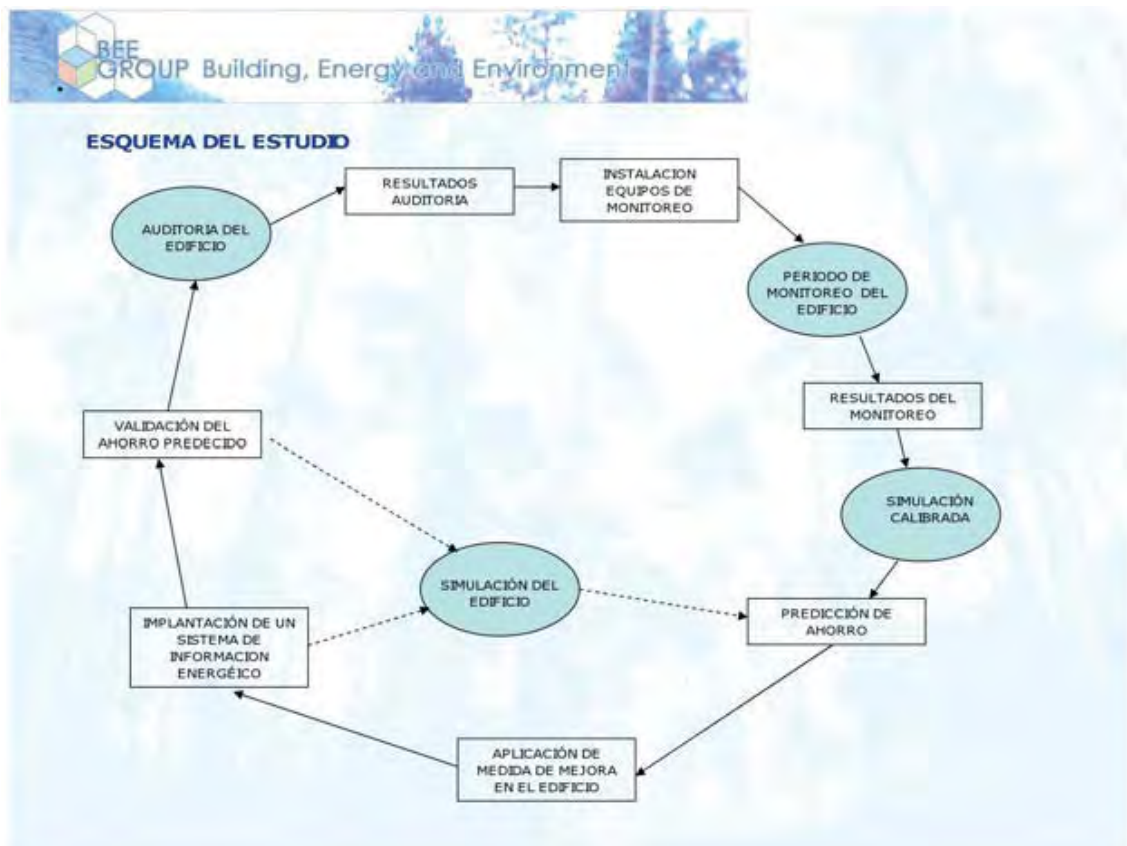 BEE
GROUP Building, Energy and Environment
ESQUEMA DEL ESTUDIO
RESULTADOS
AUDITORIA
INSTALACION
EQUIPOS DE
MONITOREO
AUDITORIA DEL
EDIFICIO
PERIODO DE
MONITOREO DEL
EDIFICIO
RESULTADOS DEL
MONITOREO
VALIDACIÓN DEL
AHORRO PREDECIDO
SIMULACIÓN
CALIBRADA
SIMULACIÓN DEL
EDIFICIO
PREDICCIÓN DE
AHORRO
IMPLANTACIÓN DE UN
SISTEMA DE
INFORMACION
ENERGÉICO
APLICACIÓN DE
MEDIDA DE MEJORA
EN EL EDIFICIO